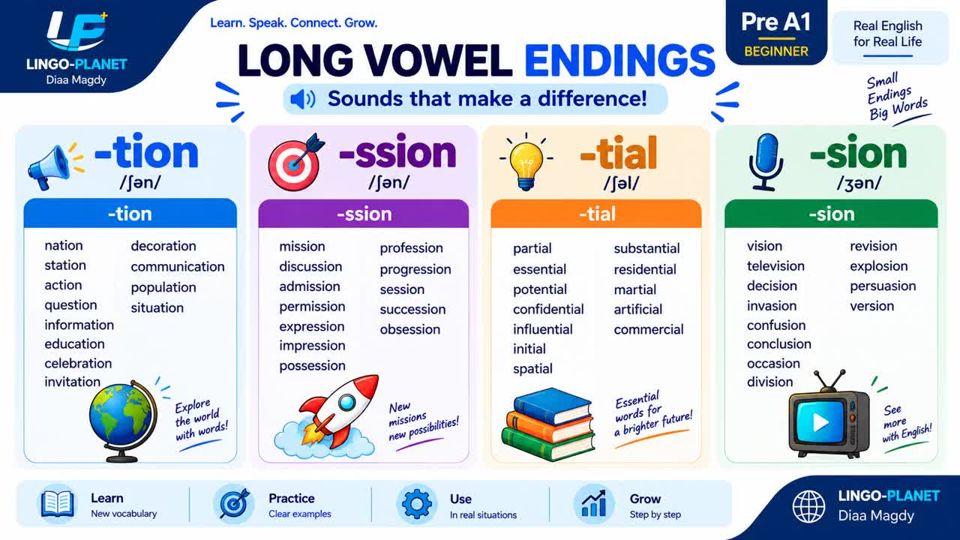 LP
LINGO-PLANET
Diaa Magdy
Learn. Speak. Connect. Grow.
LONG VOWEL ENDINGS
Sounds that make a difference!
Pre A1
BEGINNER
Real English
for Real Life
Small
Endings
Big Words
-tion
/ʃən/
-tion
nation
station
action
question
information
education
celebration
invitation
decoration
communication
population
situation
Explore
the world
with words!
-ssion
/ʃən/
-ssion
mission
discussion
admission
permission
expression
impression
possession
profession
progression
session
succession
obsession
New
missions
new possibilities!
-tial
/ʃəl/
-tial
partial
essential
potential
confidential
influential
initial
spatial
substantial
residential
martial
artificial
commercial
Essential
words for
a brighter future!
-sion
/ʒən/
-sion
vision
television
decision
invasion
confusion
conclusion
occasion
division
revision
explosion
persuasion
version
See
more
with English!
Learn
New vocabulary
Practice
Clear examples
Use
In real situations
Grow
Step by step
LINGO-PLANET
Diaa Magdy